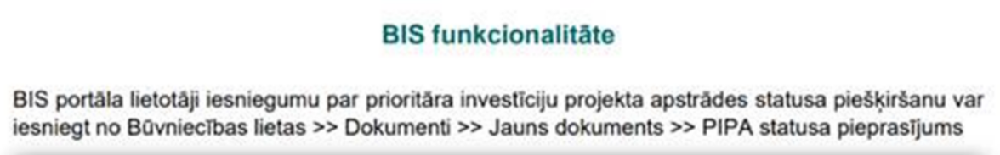 BIS funkcionalitāte
BIS portāla lietotāji iesniegumu par prioritāra investīciju projekta apstrādes statusa piešķiršanu var
iesniegt no Būvniecības lietas >> Dokumenti >> Jauns dokuments >> PIPA statusa pieprasījums